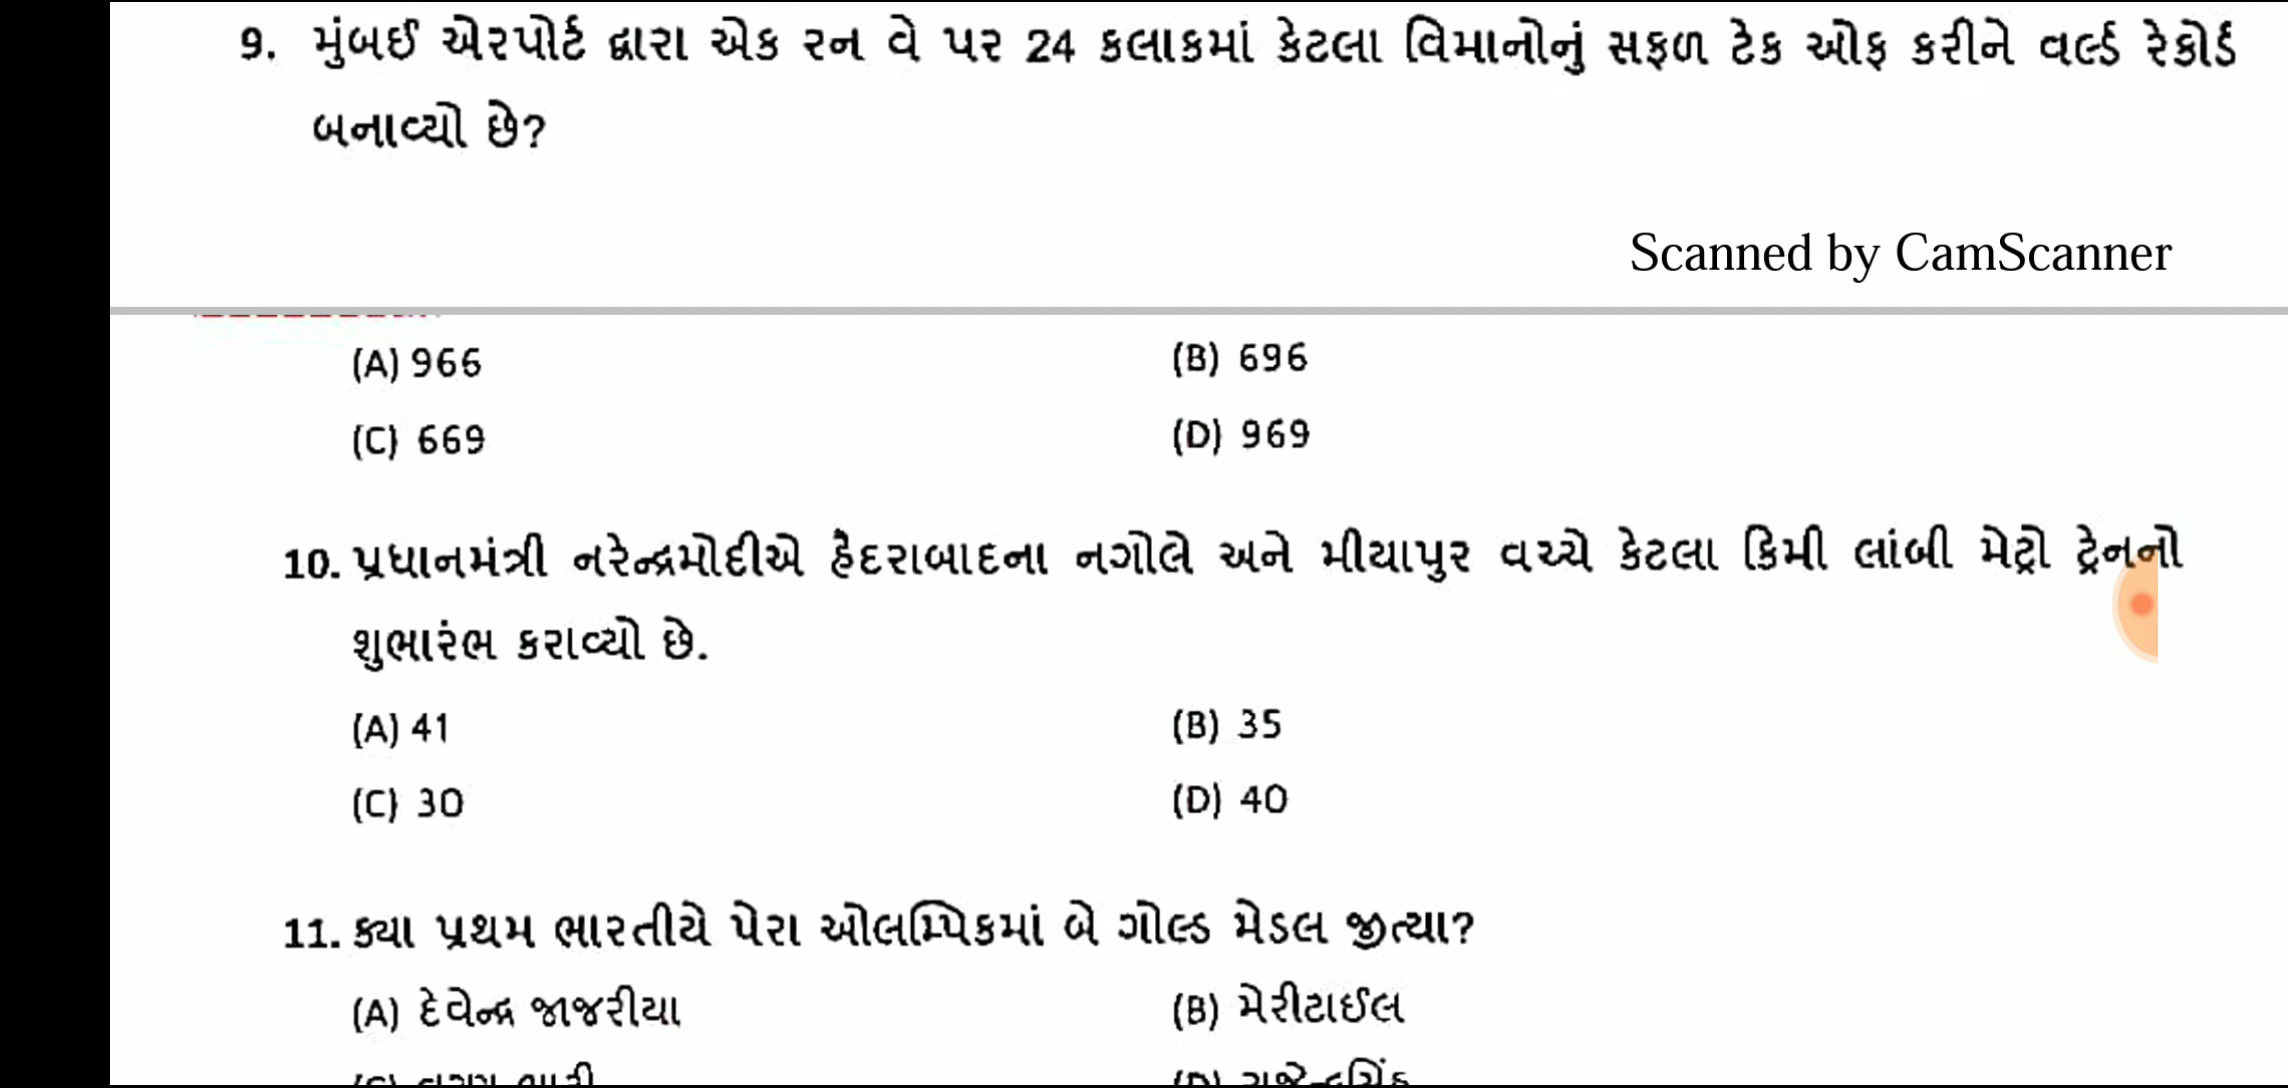 9. મુંબઈ એરપોર્ટ દ્વારા એક રન વે પર 24 કલાકમાં કેટલા વિમાનોનું સફળ ટેક ઓફ કરીને વર્લ્ડ રેકોર્ડ
બનાવ્યો છે?
Scanned by CamScanner
(A) 966 (B) 696
(C) 669 (D) 969
10. પ્રધાનમંત્રી નરેન્દ્રમોદીએ હૈદરાબાદના નગોલે અને મીયાપુર વચ્ચે કેટલા કિમી લાંબી મેટ્રો ટ્રેનનો
શુભારંભ કરાવ્યો છે.
(A) 41 (B) 35
(C) 30 (D) 40
11. ક્યા પ્રથમ ભારતીયે પેરા ઓલમ્પિકમાં બે ગોલ્ડ મેડલ જીત્યા?
(A) દેવેન્દ્ર જાજરીયા (B) મેરીટાઈલ